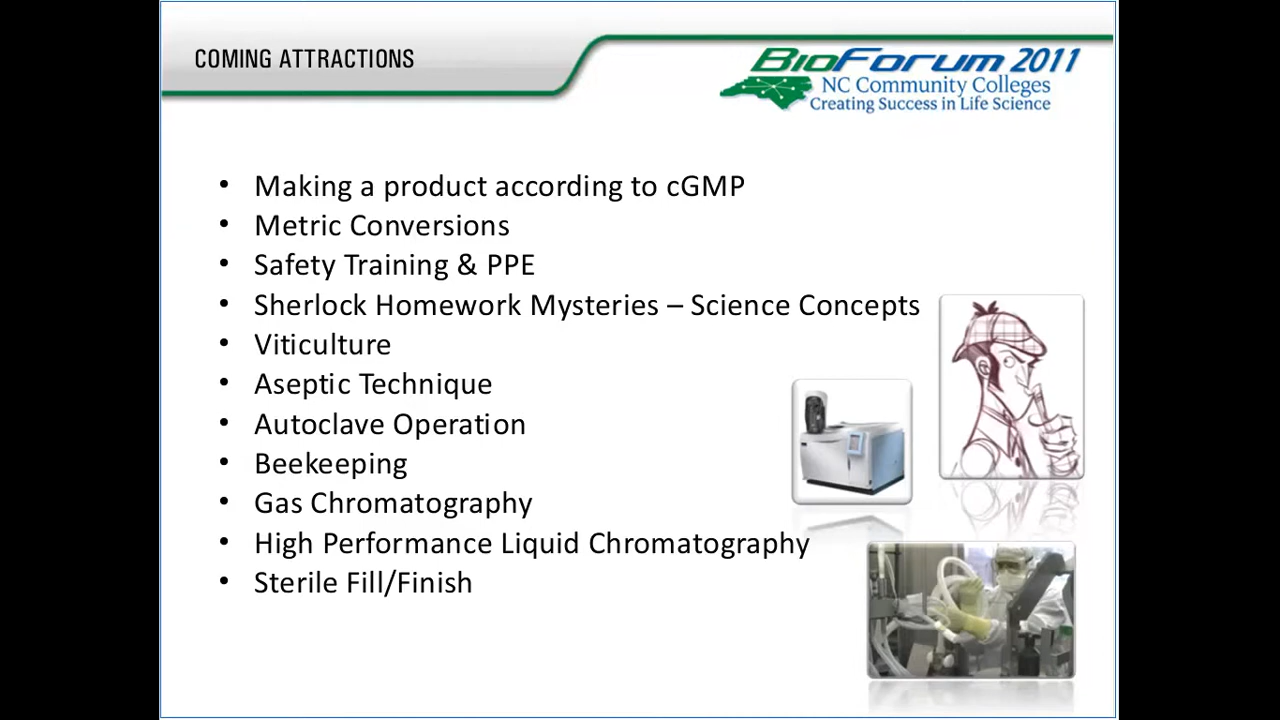 COMING ATTRACTIONS
BioForum 2011
NC Community Colleges
Creating Success in Life Science
• Making a product according to cGMP
• Metric Conversions
• Safety Training & PPE
• Sherlock Homework Mysteries – Science Concepts
• Viticulture
• Aseptic Technique
• Autoclave Operation
• Beekeeping
• Gas Chromatography
• High Performance Liquid Chromatography
• Sterile Fill/Finish